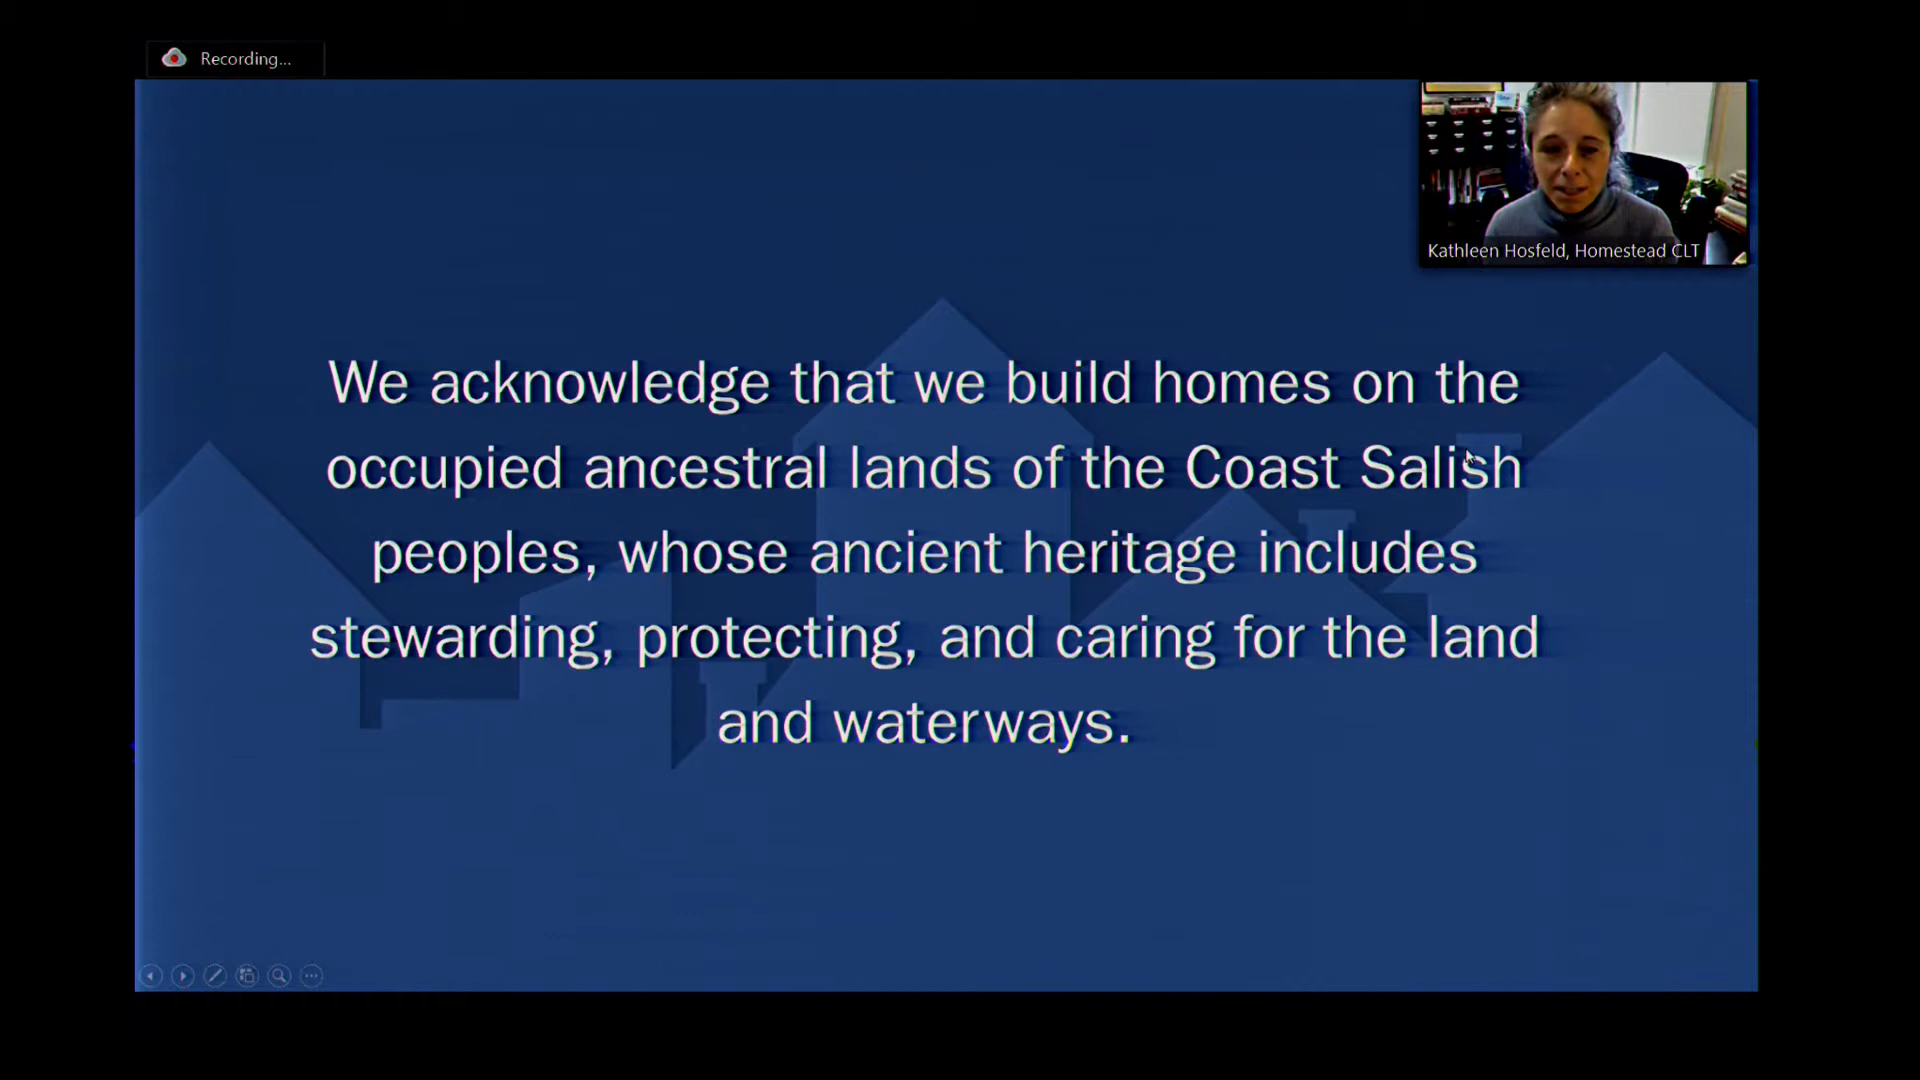 Recording...
Kathleen Hosfeld, Homestead CLT
We acknowledge that we build homes on the
occupied ancestral lands of the Coast Salish
peoples, whose ancient heritage includes
stewarding, protecting, and caring for the land
and waterways.